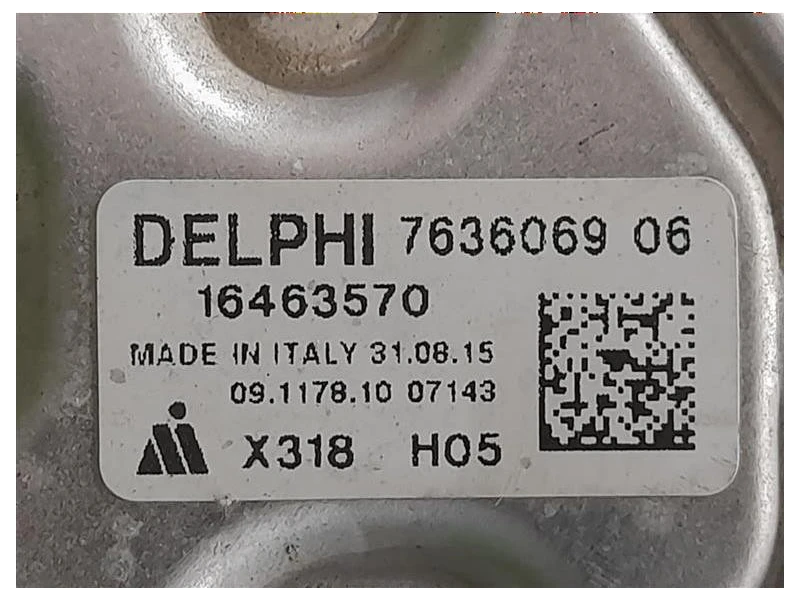 DELPHI 7636069 06
16463570
MADE IN ITALY 31.08.15
09.1178.10 07143
X318 H05